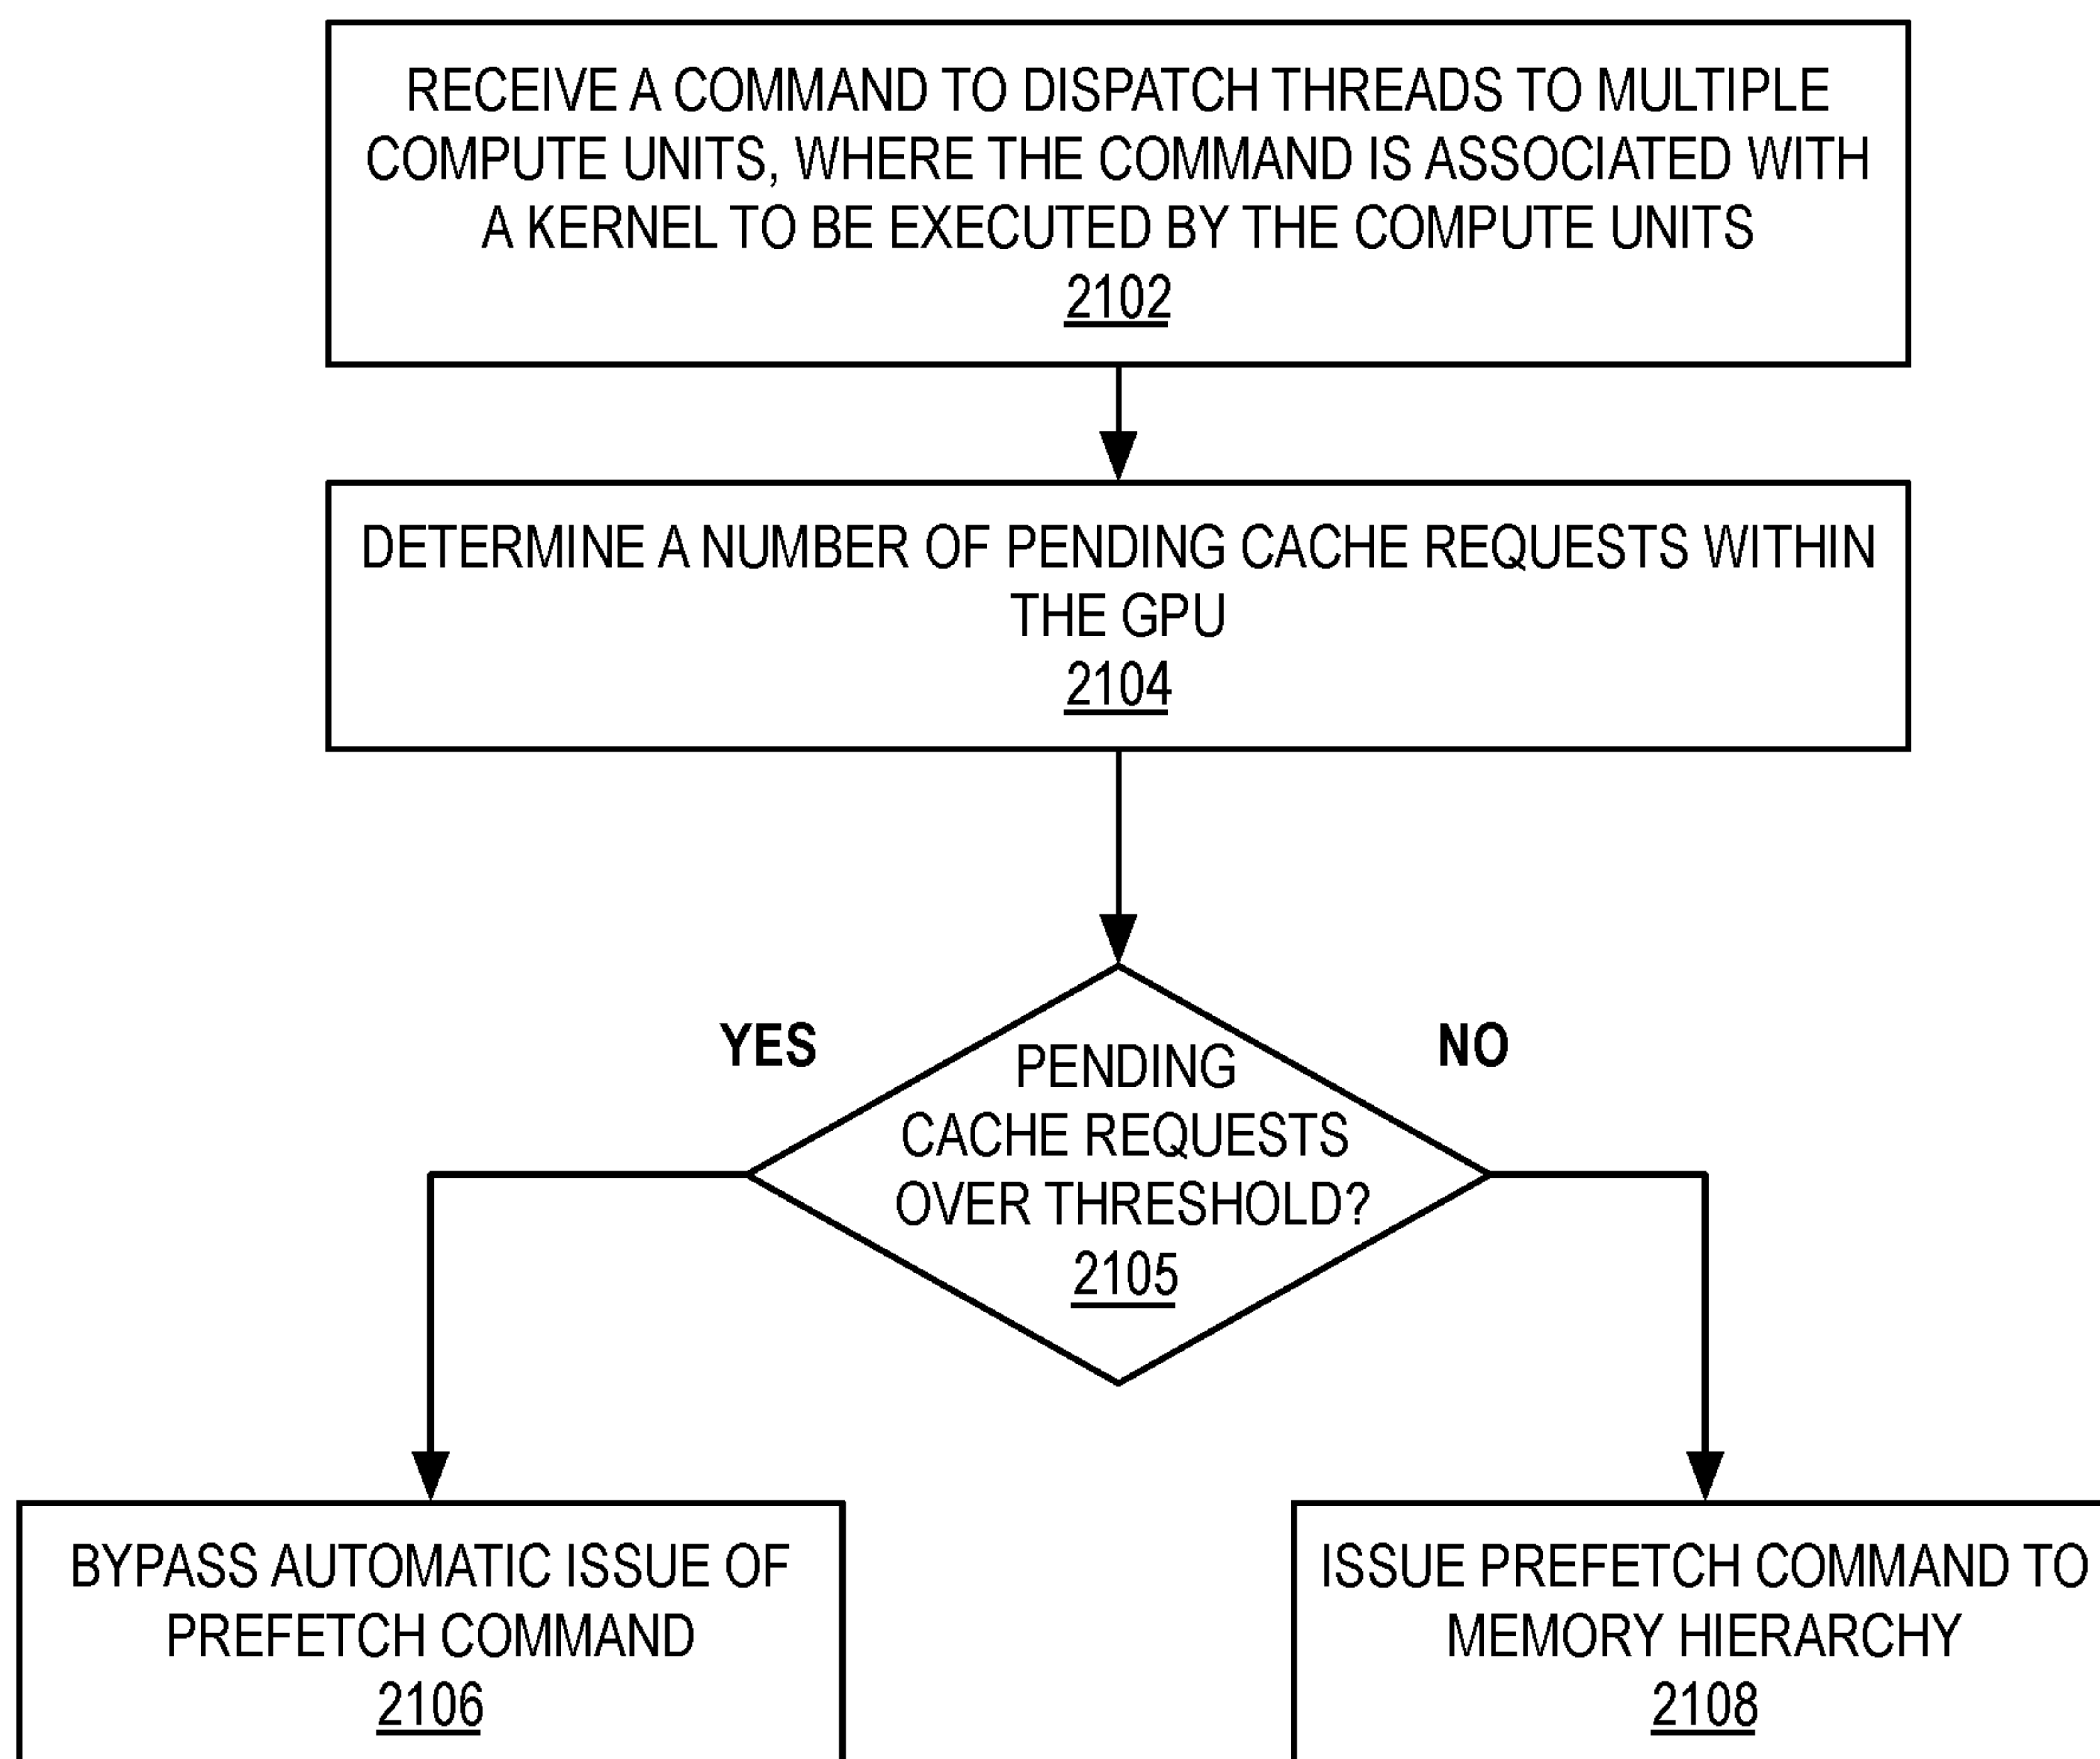 RECEIVE A COMMAND TO DISPATCH THREADS TO MULTIPLE
COMPUTE UNITS, WHERE THE COMMAND IS ASSOCIATED WITH
A KERNEL TO BE EXECUTED BY THE COMPUTE UNITS
2102
DETERMINE A NUMBER OF PENDING CACHE REQUESTS WITHIN
THE GPU
2104
YES
NO
PENDING
CACHE REQUESTS
OVER THRESHOLD?
2105
BYPASS AUTOMATIC ISSUE OF
PREFETCH COMMAND
2106
ISSUE PREFETCH COMMAND TO
MEMORY HIERARCHY
2108